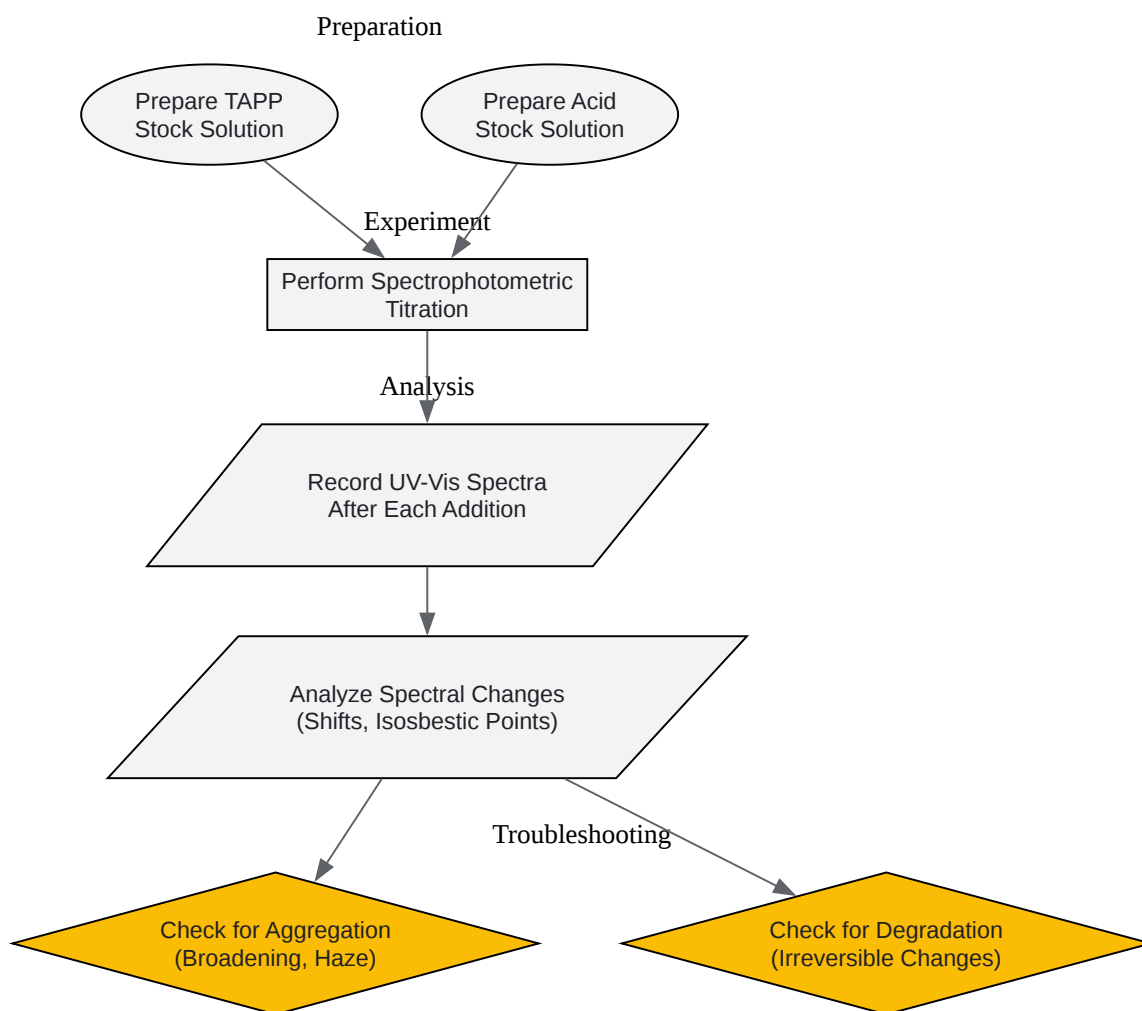 Preparation
Prepare TAPP
Stock Solution
Prepare Acid
Stock Solution
Experiment
Perform Spectrophotometric
Titration
Analysis
Record UV-Vis Spectra
After Each Addition
Analyze Spectral Changes
(Shifts, Isosbestic Points)
Troubleshooting
Check for Aggregation
(Broadening, Haze)
Check for Degradation
(Irreversible Changes)